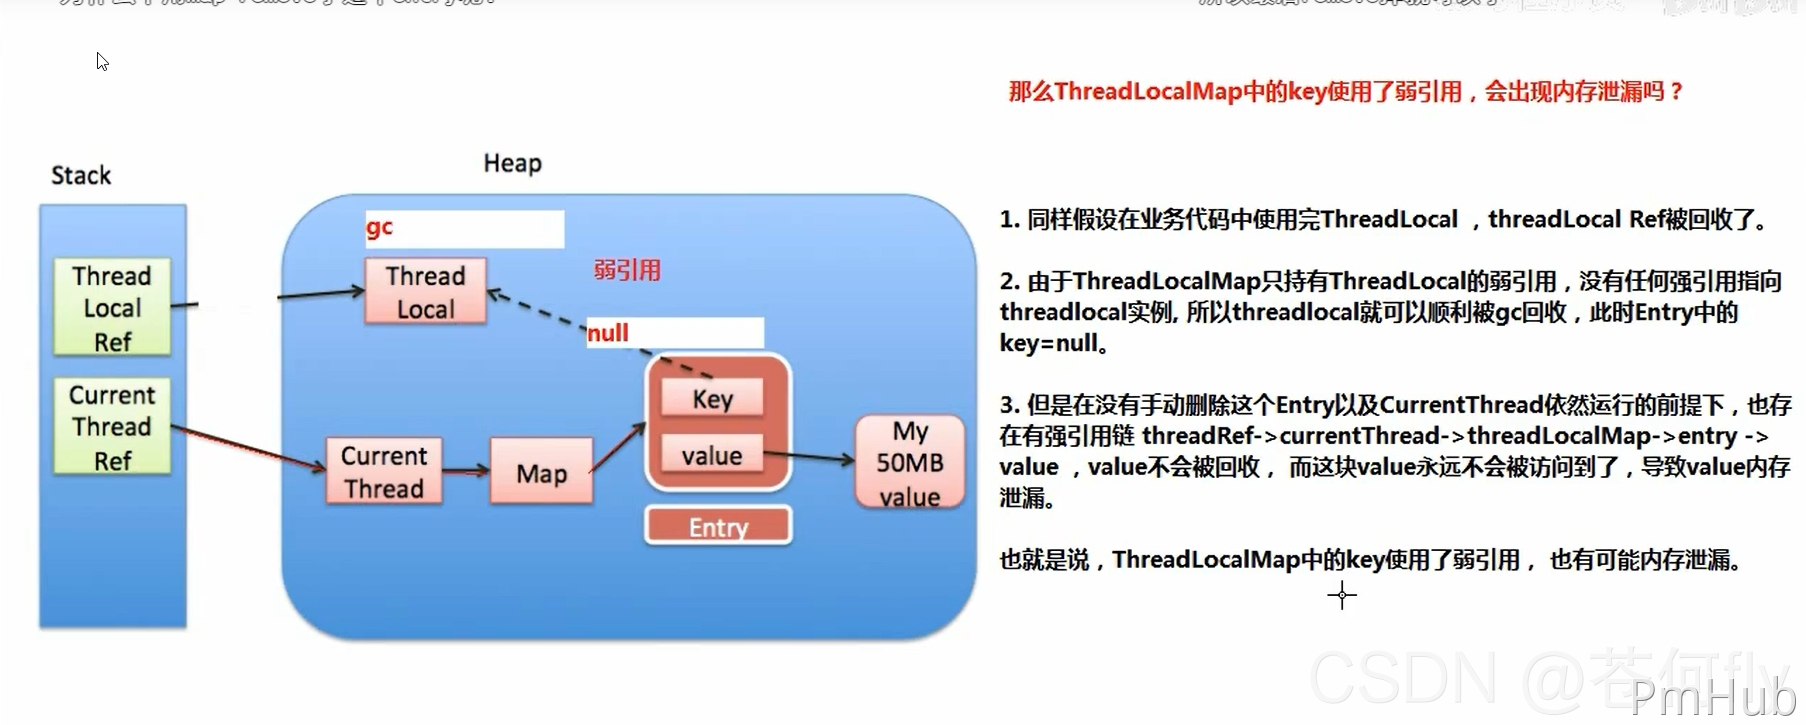 那么ThreadLocalMap中的key使用了弱引用，会出现内存泄漏吗？
Stack
Heap
gc
弱引用
Thread
Local
Ref
Thread
Local
null
Current
Thread
Ref
Key
value
Current
Thread
Map
My
50MB
value
Entry
1. 同样假设在业务代码中使用完ThreadLocal ，threadLocal Ref被回收了。
2. 由于ThreadLocalMap只持有ThreadLocal的弱引用，没有任何强引用指向
threadlocal实例, 所以threadlocal就可以顺利被gc回收，此时Entry中的
key=null。
3. 但是在没有手动删除这个Entry以及CurrentThread依然运行的前提下，也存
在有强引用链 threadRef->currentThread->threadLocalMap->entry ->
value ，value不会被回收， 而这块value永远不会被访问到了，导致value内存
泄漏。
也就是说，ThreadLocalMap中的key使用了弱引用， 也有可能内存泄漏。
CSDN @苍何fly
PmHub